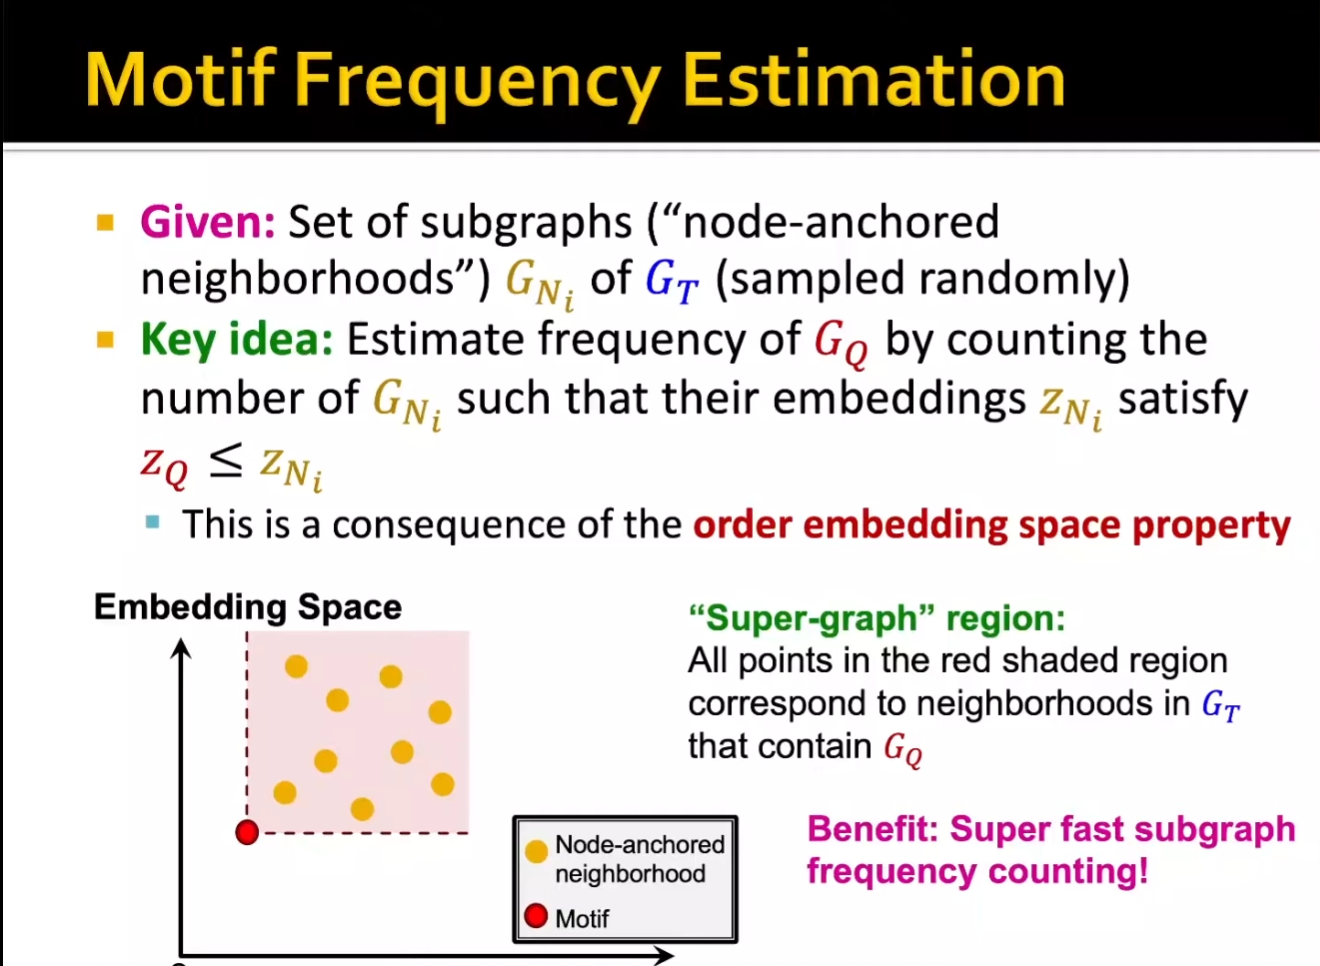 Motif Frequency Estimation
Given: Set of subgraphs (“node-anchored
neighborhoods”) G_{N_i} of G_T (sampled randomly)
Key idea: Estimate frequency of G_Q by counting the
number of G_{N_i} such that their embeddings z_{N_i} satisfy
z_Q ≤ z_{N_i}
This is a consequence of the order embedding space property
Embedding Space
“Super-graph” region:
All points in the red shaded region
correspond to neighborhoods in G_T
that contain G_Q
Node-anchored
neighborhood
Motif
Benefit: Super fast subgraph
frequency counting!